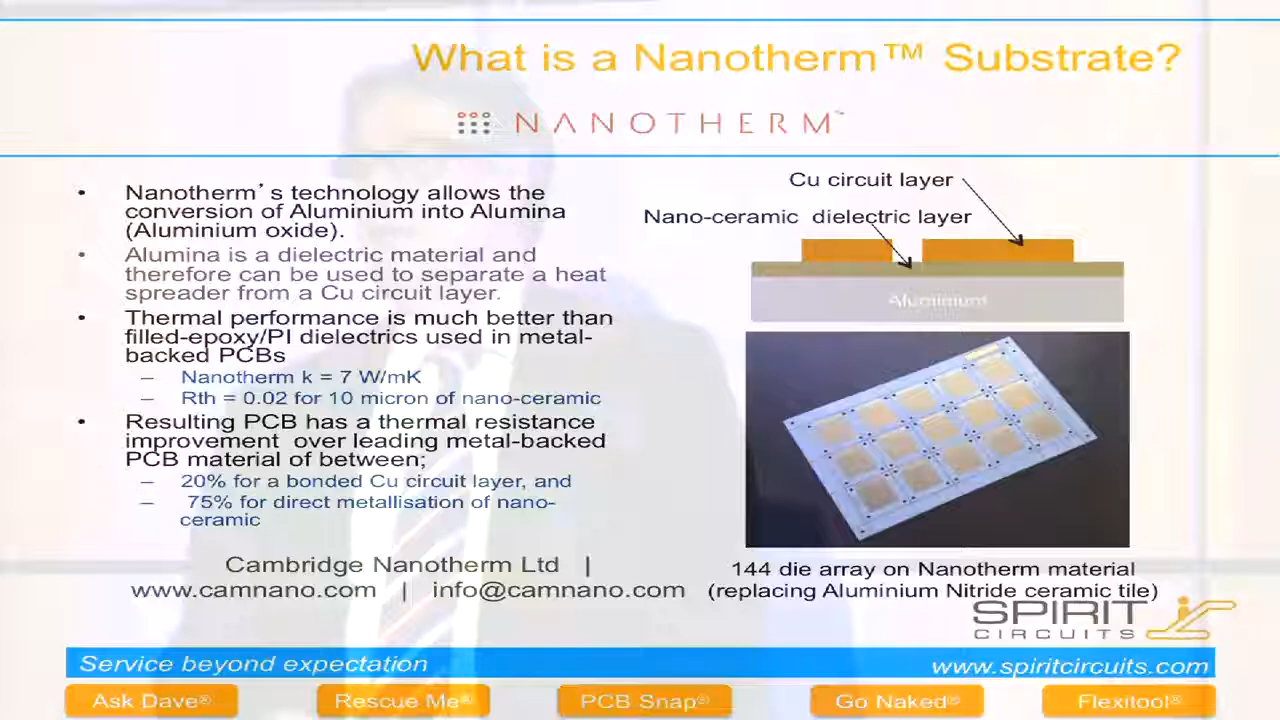 What is a Nanotherm™ Substrate?
NANOTHERM™
• Nanotherm's technology allows the
conversion of Aluminium into Alumina
(Aluminium oxide).
• Alumina is a dielectric material and
therefore can be used to separate a heat
spreader from a Cu circuit layer.
• Thermal performance is much better than
filled-epoxy/PI dielectrics used in metal-
backed PCBs
– Nanotherm k = 7 W/mK
– Rth = 0.02 for 10 micron of nano-ceramic
• Resulting PCB has a thermal resistance
improvement over leading metal-backed
PCB material of between;
– 20% for a bonded Cu circuit layer, and
– 75% for direct metallisation of nano-
ceramic
Cambridge Nanotherm Ltd |
www.camnano.com | info@camnano.com
Cu circuit layer
Nano-ceramic dielectric layer
Aluminium
144 die array on Nanotherm material
(replacing Aluminium Nitride ceramic tile)
SPIRIT
CIRCUITS
Service beyond expectation
www.spiritcircuits.com
Ask Dave®
Rescue Me®
PCB Snap®
Go Naked®
Flexitool®